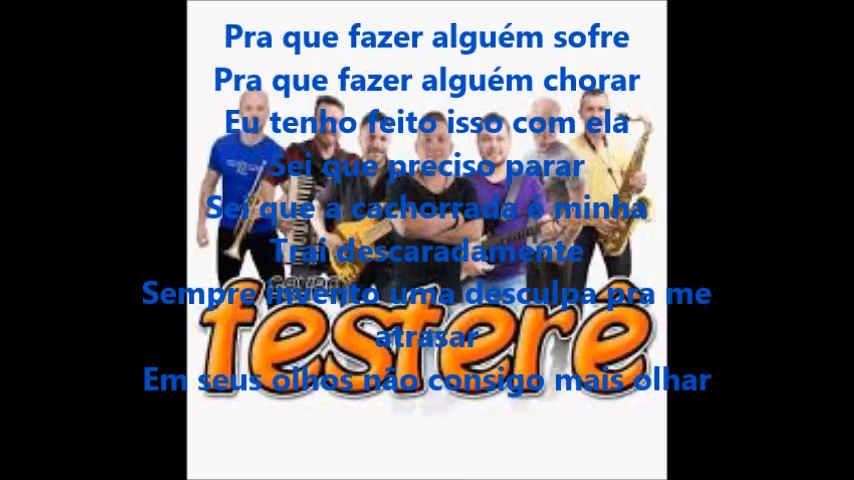 Pra que fazer alguém sofre
Pra que fazer alguém chorar
Eu tenho feito isso com ela
Sei que preciso parar
Sei que a cachorrada é minha
Trai descaradamente
Sempre invento uma desculpa pra me
atrasar
Em seus olhos não consigo mais olhar
testerê